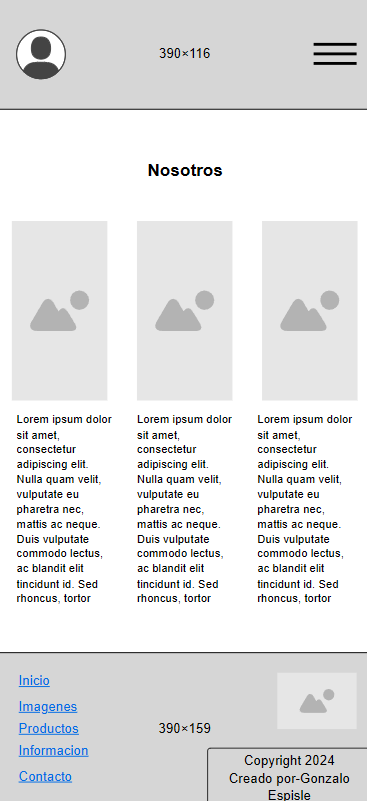 390×116
Nosotros
Lorem ipsum dolor
sit amet,
consectetur
adipiscing elit.
Nulla quam velit,
vulputate eu
pharetra nec,
mattis ac neque.
Duis vulputate
commodo lectus,
ac blandit elit
tincidunt id. Sed
rhoncus, tortor
Lorem ipsum dolor
sit amet,
consectetur
adipiscing elit.
Nulla quam velit,
vulputate eu
pharetra nec,
mattis ac neque.
Duis vulputate
commodo lectus,
ac blandit elit
tincidunt id. Sed
rhoncus, tortor
Lorem ipsum dolor
sit amet,
consectetur
adipiscing elit.
Nulla quam velit,
vulputate eu
pharetra nec,
mattis ac neque.
Duis vulputate
commodo lectus,
ac blandit elit
tincidunt id. Sed
rhoncus, tortor
Inicio
Imagenes
Productos
Informacion
Contacto
390×159
Copyright 2024
Creado por-Gonzalo
Espisle